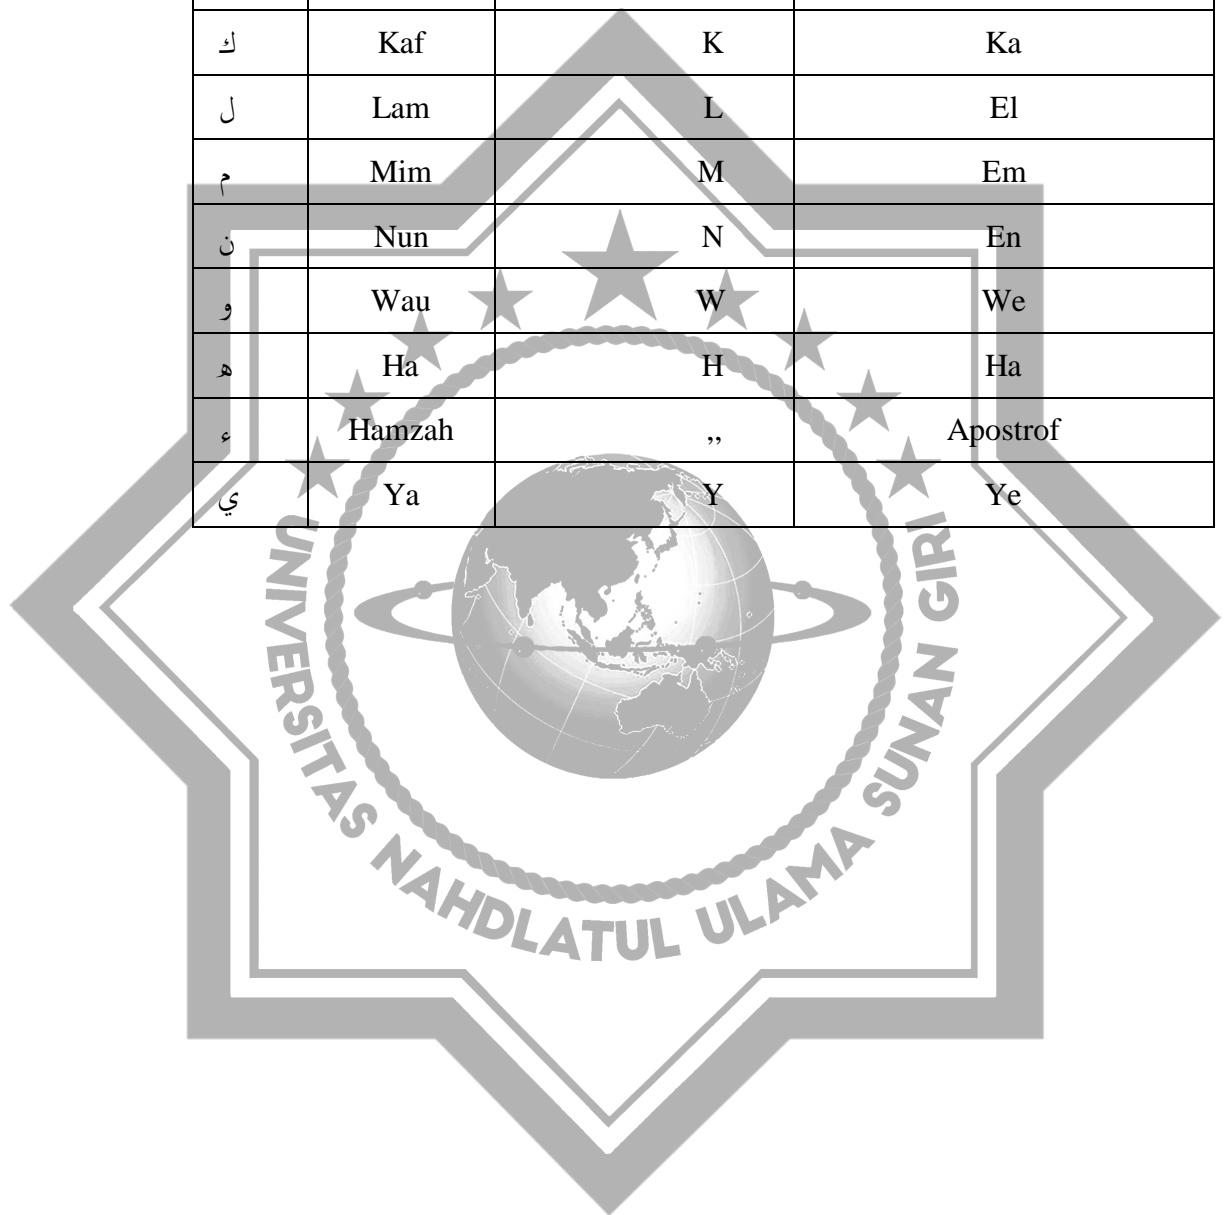 ك Kaf K Ka
ل Lam L El
م Mim M Em
ن Nun N En
و Wau W We
ه Ha H Ha
ء Hamzah ,, Apostrof
ي Ya Y Ye
UNIVERSITAS NAHDLATUL ULAMA SUNAN GIRI